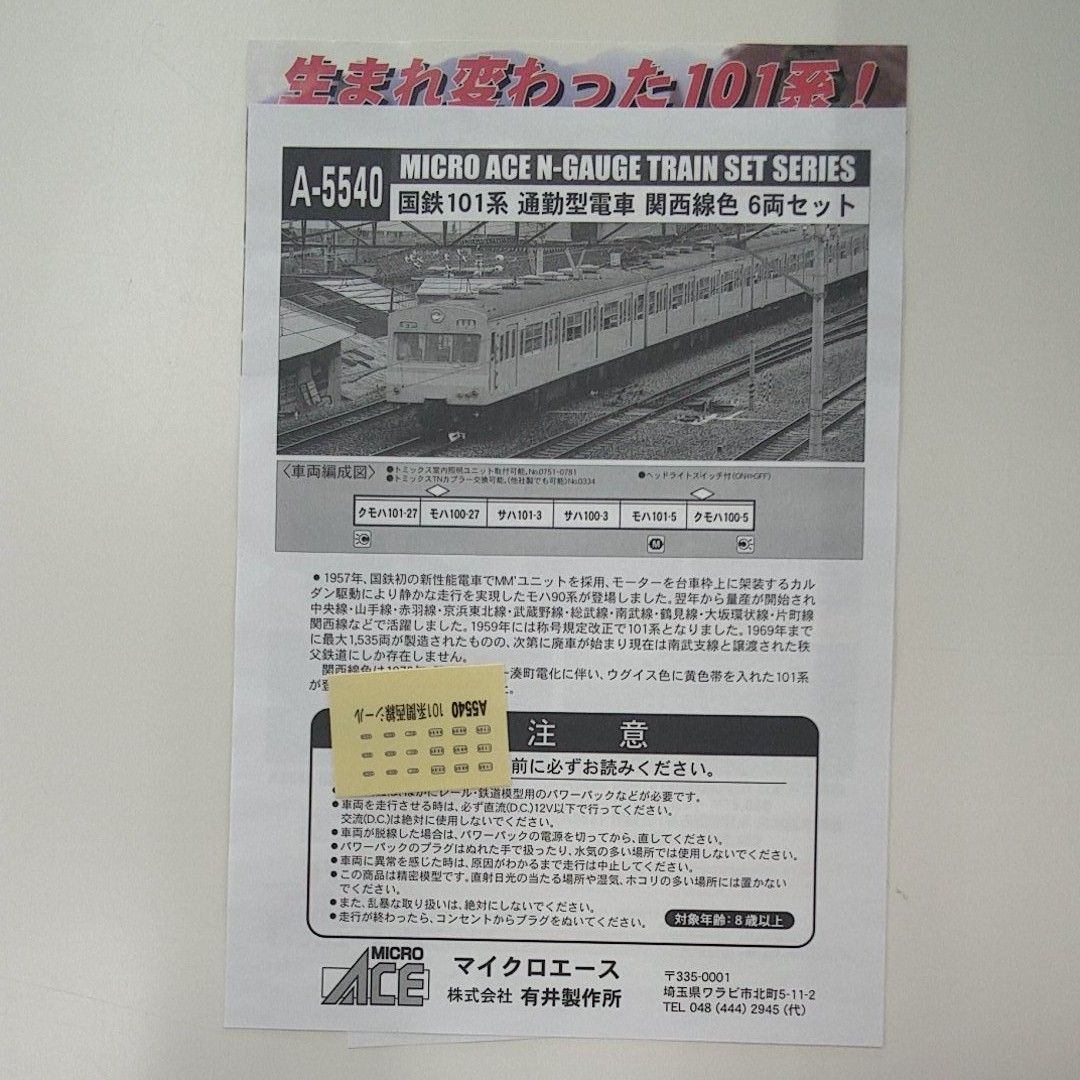 生まれ変わった101系!
A-5540
MICRO ACE N-GAUGE TRAIN SET SERIES
国鉄101系 通勤型電車 関西線色 6両セット
〈車両編成図〉
●トミックス室内照明ユニット取付可能。No.0751-0781
●トミックスTNカプラー交換可能。(他社製でも可能)No.0334
●ヘッドライトスイッチ付(ON⇔OFF)
クモハ101-27 モハ100-27 サハ101-3 サハ100-3 モハ101-5 クモハ100-5
M
●1957年、国鉄初の新性能電車でMM'ユニットを採用、モーターを台車枠上に架装するカル
ダン駆動により静かな走行を実現したモハ90系が登場しました。翌年から量産が開始され
中央線・山手線・赤羽線・京浜東北線・武蔵野線・総武線・南武線・鶴見線・大坂環状線・片町線
関西線などで活躍しました。1959年には称号規定改正で101系となりました。1969年まで
に最大1,535両が製造されたものの、次第に廃車が始まり現在は南武支線と譲渡された秩
父鉄道にしか存在しません。
関西線色は 湊町電化に伴い、ウグイス色に黄色帯を入れた101系
が
A5540 101系関西線シール
注 意
前に必ずお読みください。
レール・鉄道模型用のパワーパックなどが必要です。
●車両を走行させる時は、必ず直流(D.C.)12V以下で行ってください。
交流(D.C.)は絶対に使用しないでください。
●車両が脱線した場合は、パワーパックの電源を切ってから、直してください。
●パワーパックのプラグはぬれた手で扱ったり、水気の多い場所では使用しないでください。
●車両に異常を感じた時は、原因がわかるまで走行は中止してください。
●この商品は精密模型です。直射日光の当たる場所や湿気、ホコリの多い場所には置かない
でください。
●また、乱暴な取り扱いは、絶対にしないでください。
●走行が終わったら、コンセントからプラグをぬいてください。
対象年齢:8歳以上
MICRO
ACE
マイクロエース
株式会社 有井製作所
〒335-0001
埼玉県ワラビ市北町5-11-2
TEL 048 (444) 2945 (代)